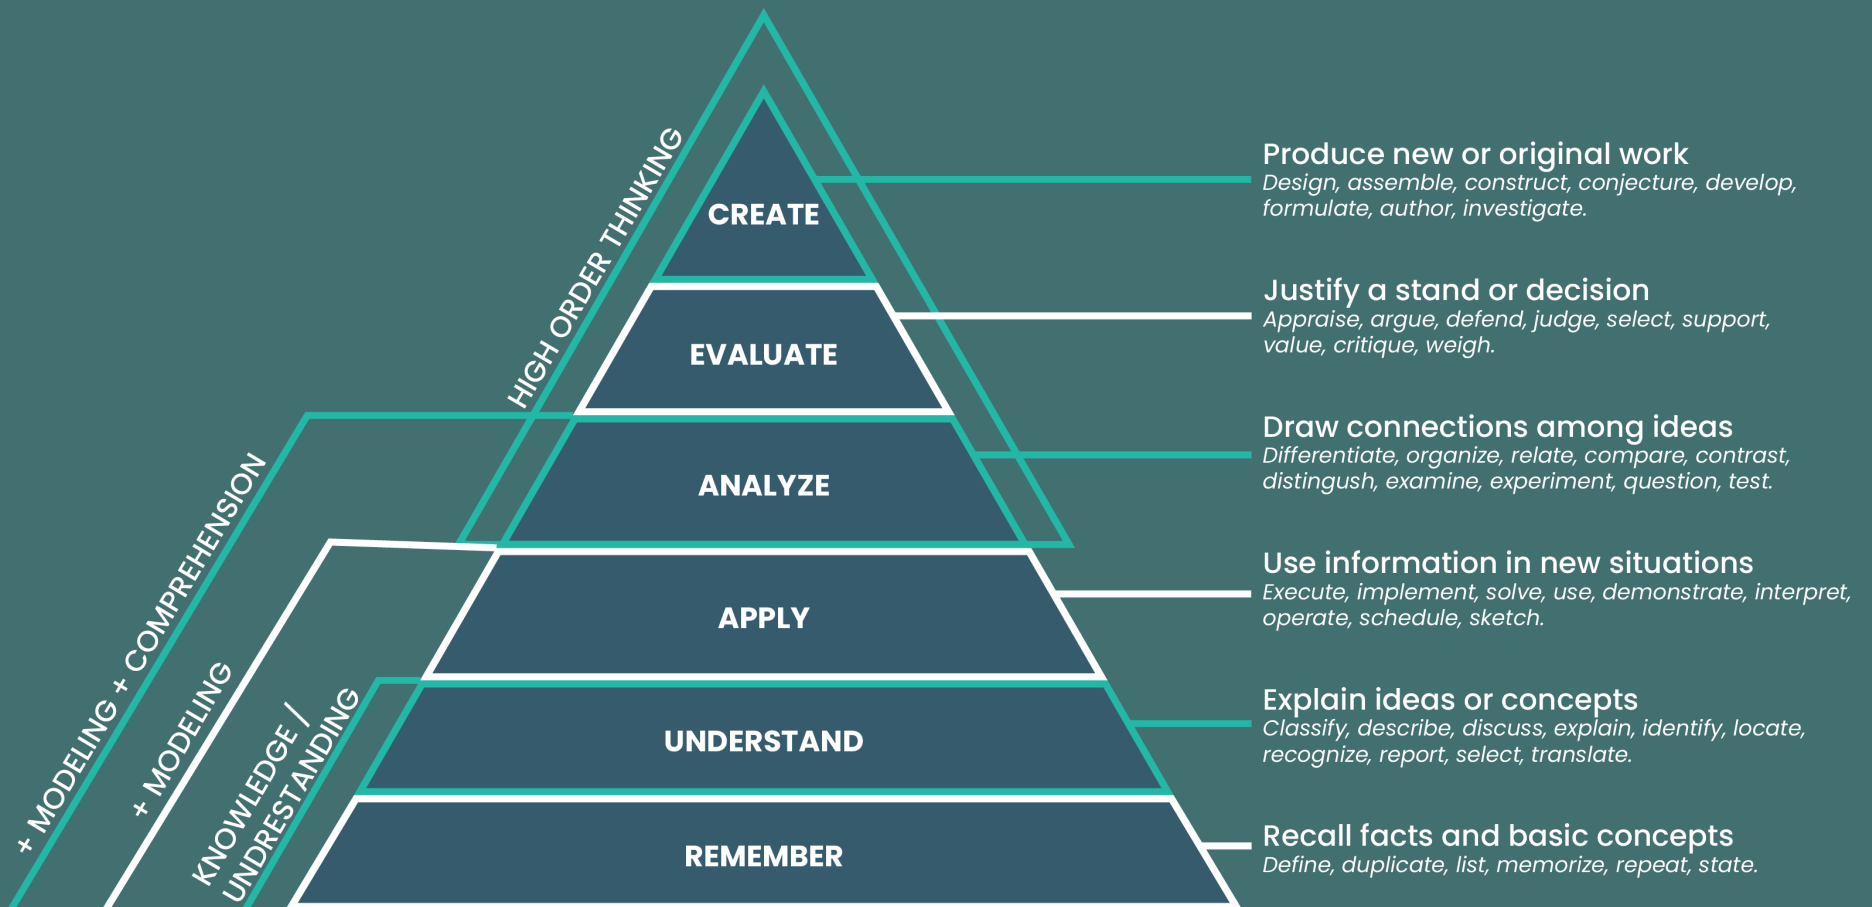 HIGH ORDER THINKING
+ MODELING + COMPREHENSION
+ MODELING
KNOWLEDGE /
UNDRESTANDING
CREATE
Produce new or original work
Design, assemble, construct, conjecture, develop,
formulate, author, investigate.
EVALUATE
Justify a stand or decision
Appraise, argue, defend, judge, select, support,
value, critique, weigh.
ANALYZE
Draw connections among ideas
Differentiate, organize, relate, compare, contrast,
distingush, examine, experiment, question, test.
APPLY
Use information in new situations
Execute, implement, solve, use, demonstrate, interpret,
operate, schedule, sketch.
UNDERSTAND
Explain ideas or concepts
Classify, describe, discuss, explain, identify, locate,
recognize, report, select, translate.
REMEMBER
Recall facts and basic concepts
Define, duplicate, list, memorize, repeat, state.